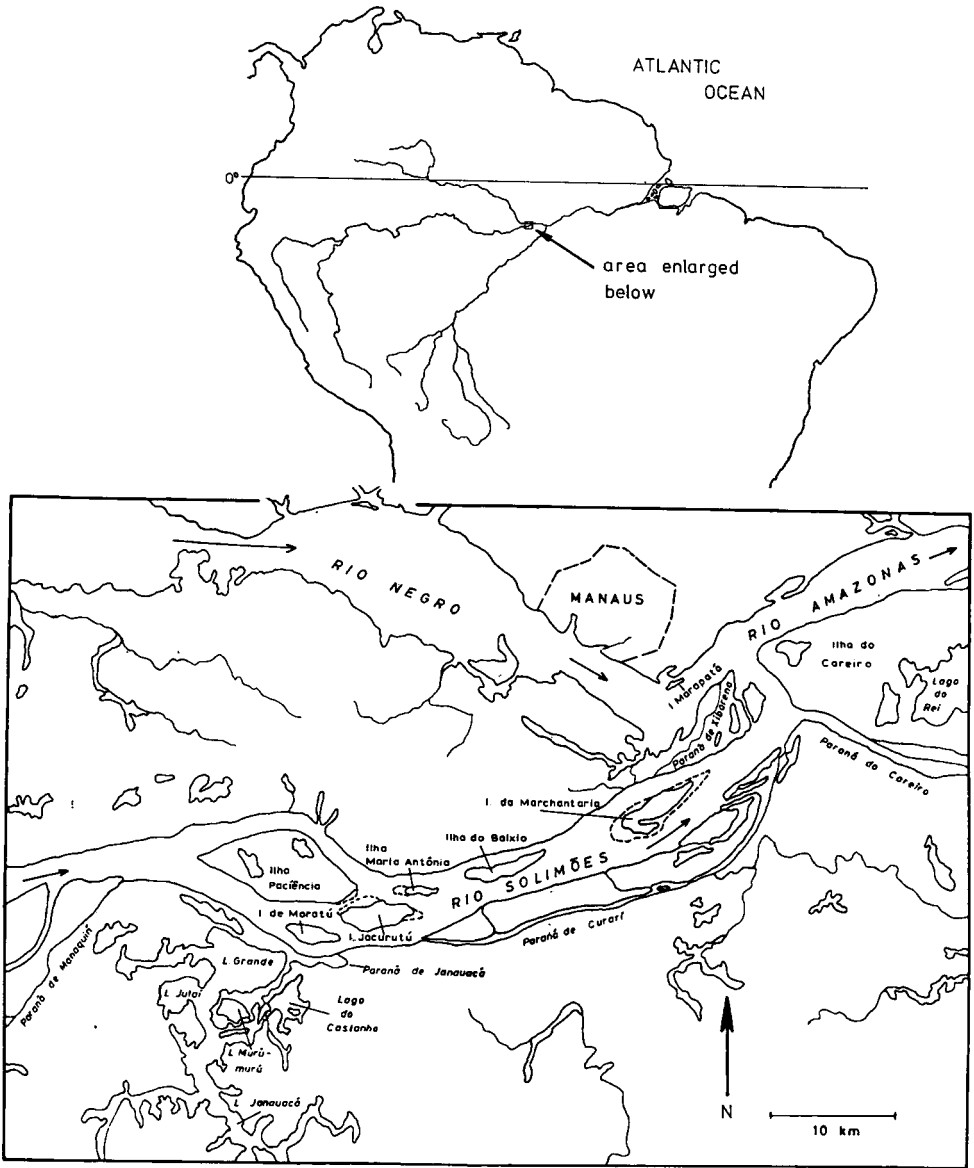 ATLANTIC
OCEAN
0°
area enlarged
below
RIO NEGRO
MANAUS
RIO AMAZONAS
Ilha do
Careiro
Lago
do
Rei
I Marapatá
Paraná de Xiborena
Paraná do Careiro
I. da Marchantaria
Ilha do Baixio
Ilha
Maria Antônia
RIO SOLIMÕES
Ilha
Paciência
I. de Moratú
I. Jacurutú
Paraná de Curarí
Paraná de Manaquirí
L. Grande
Paraná de Janauacá
L Jutaí
Lago
do
Castanho
L Murú-
murú
L Janauacá
N
10 km